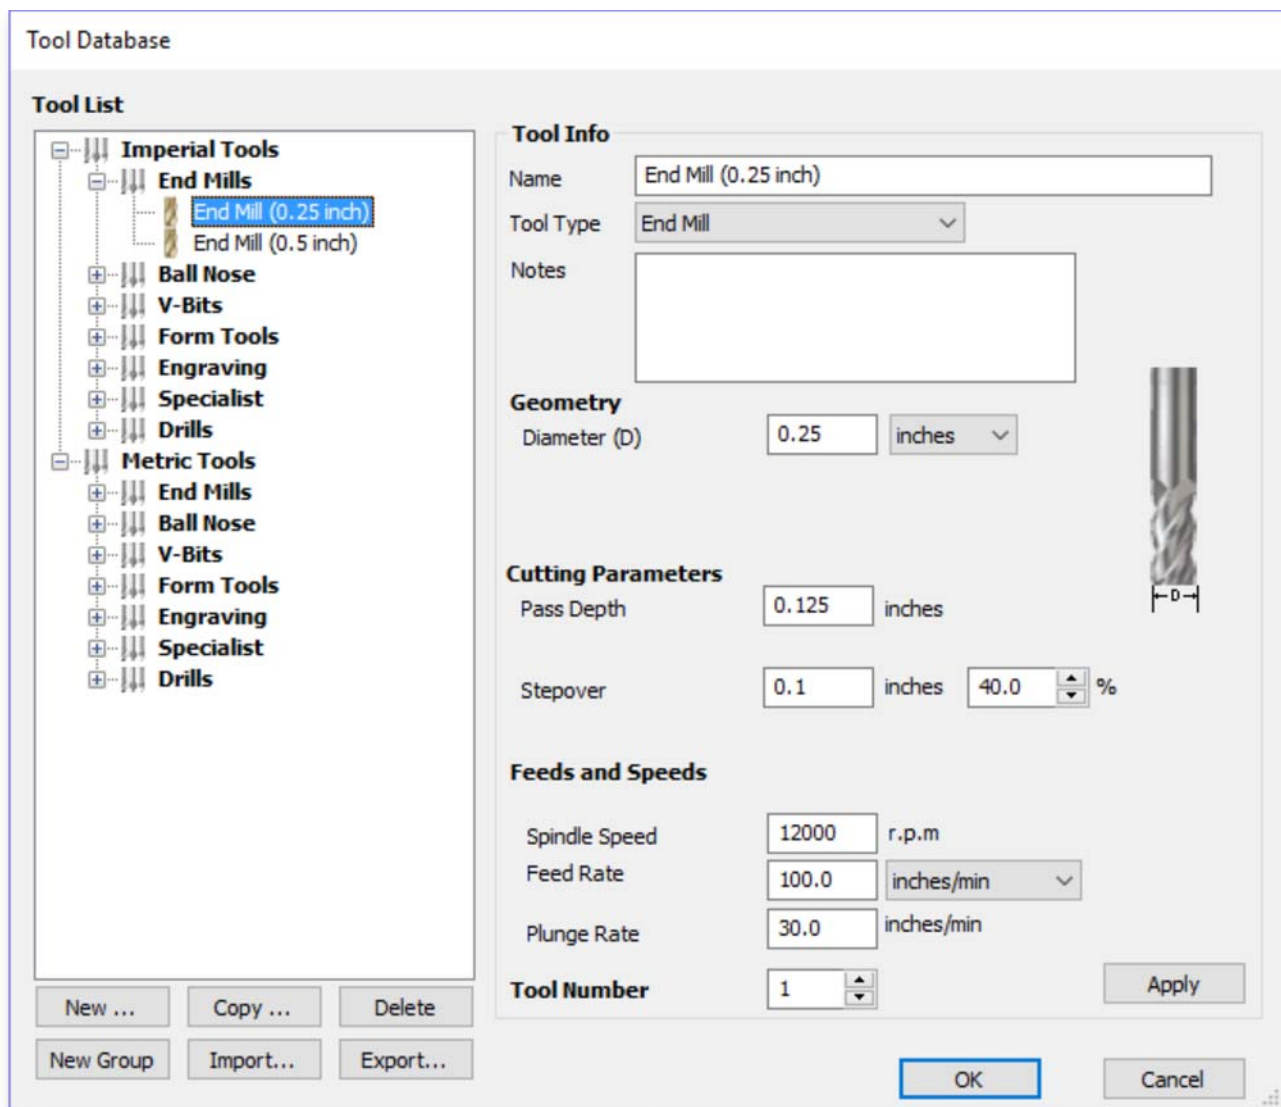 Tool Database
Tool List
Imperial Tools
End Mills
End Mill (0.25 inch)
End Mill (0.5 inch)
Ball Nose
V-Bits
Form Tools
Engraving
Specialist
Drills
Metric Tools
End Mills
Ball Nose
V-Bits
Form Tools
Engraving
Specialist
Drills
New ... Copy ... Delete
New Group Import... Export...
Tool Info
Name End Mill (0.25 inch)
Tool Type End Mill
Notes
Geometry
Diameter (D) 0.25 inches
D
Cutting Parameters
Pass Depth 0.125 inches
Stepover 0.1 inches 40.0 %
Feeds and Speeds
Spindle Speed 12000 r.p.m
Feed Rate 100.0 inches/min
Plunge Rate 30.0 inches/min
Tool Number 1
Apply
OK Cancel